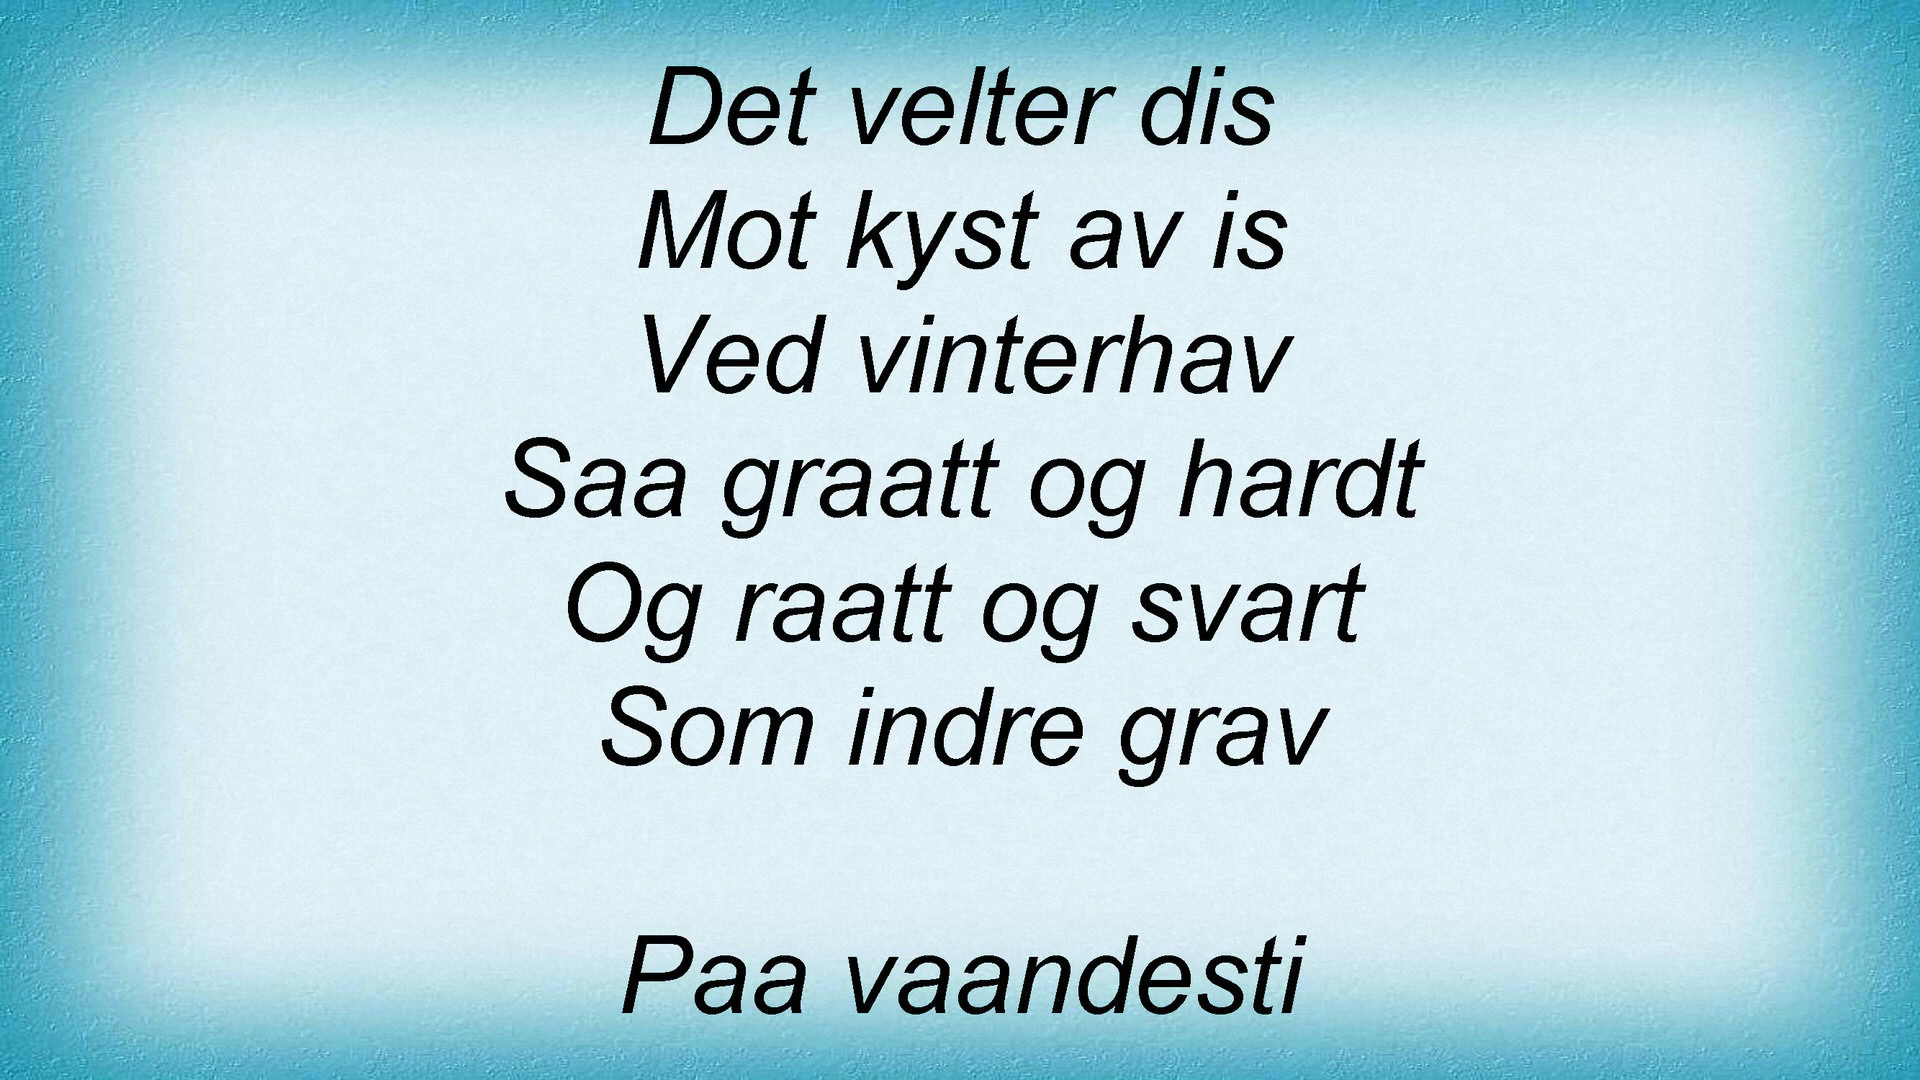 Det velter dis
Mot kyst av is
Ved vinterhav
Saa graatt og hardt
Og raatt og svart
Som indre grav
Paa vaandesti